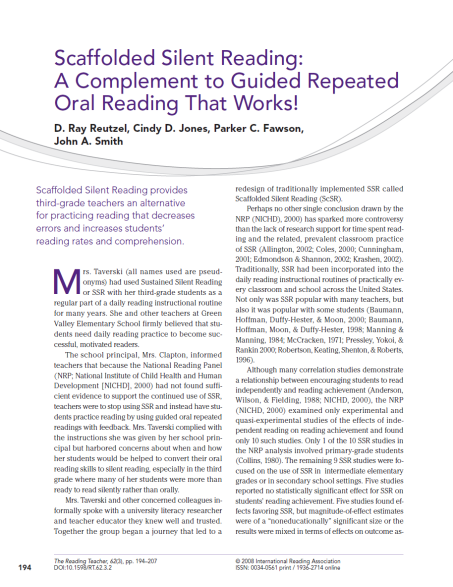 Scaffolded Silent Reading:
A Complement to Guided Repeated
Oral Reading That Works!
D. Ray Reutzel, Cindy D. Jones, Parker C. Fawson,
John A. Smith
Scaffolded Silent Reading provides
third-grade teachers an alternative
for practicing reading that decreases
errors and increases students'
reading rates and comprehension.
Mrs. Taverski (all names used are pseud-
onyms) had used Sustained Silent Reading
or SSR with her third-grade students as a
regular part of a daily reading instructional routine
for many years. She and other teachers at Green
Valley Elementary School firmly believed that stu-
dents need daily reading practice to become suc-
cessful, motivated readers.
The school principal, Mrs. Clapton, informed
teachers that because the National Reading Panel
(NRP; National Institute of Child Health and Human
Development [NICHD], 2000) had not found suffi-
cient evidence to support the continued use of SSR,
teachers were to stop using SSR and instead have stu-
dents practice reading by using guided oral repeated
readings with feedback. Mrs. Taverski complied with
the instructions she was given by her school prin-
cipal but harbored concerns about when and how
her students would be helped to convert their oral
reading skills to silent reading, especially in the third
grade where many of her students were more than
ready to read silently rather than orally.
Mrs. Taverski and other concerned colleagues in-
formally spoke with a university literacy researcher
and teacher educator they knew well and trusted.
Together the group began a journey that led to a
redesign of traditionally implemented SSR called
Scaffolded Silent Reading (ScSR).
Perhaps no other single conclusion drawn by the
NRP (NICHD), 2000) has sparked more controversy
than the lack of research support for time spent read-
ing and the related, prevalent classroom practice
of SSR (Allington, 2002; Coles, 2000; Cunningham,
2001; Edmondson & Shannon, 2002; Krashen, 2002).
Traditionally, SSR had been incorporated into the
daily reading instructional routines of practically ev-
ery classroom and school across the United States.
Not only was SSR popular with many teachers, but
also it was popular with some students (Baumann,
Hoffman, Duffy-Hester, & Moon, 2000; Baumann,
Hoffman, Moon, & Duffy-Hester, 1998; Manning &
Manning, 1984; McCracken, 1971; Pressley, Yokoi, &
Rankin 2000; Robertson, Keating, Shenton, & Roberts,
1996).
Although many correlation studies demonstrate
a relationship between encouraging students to read
independently and reading achievement (Anderson,
Wilson, & Fielding, 1988; NICHD, 2000), the NRP
(NICHD, 2000) examined only experimental and
quasi-experimental studies of the effects of inde-
pendent reading on reading achievement and found
only 10 such studies. Only 1 of the 10 SSR studies in
the NRP analysis involved primary-grade students
(Collins, 1980). The remaining 9 SSR studies were fo-
cused on the use of SSR in intermediate elementary
grades or in secondary school settings. Five studies
reported no statistically significant effect for SSR on
students' reading achievement. Five studies found ef-
fects favoring SSR, but magnitude-of-effect estimates
were of a "noneducationally" significant size or the
results were mixed in terms of effects on outcome as-
194
The Reading Teacher, 62(3), pp. 194–207
DOI:10.1598/RT.62.3.2
© 2008 International Reading Association
ISSN: 0034-0561 print / 1936-2714 online